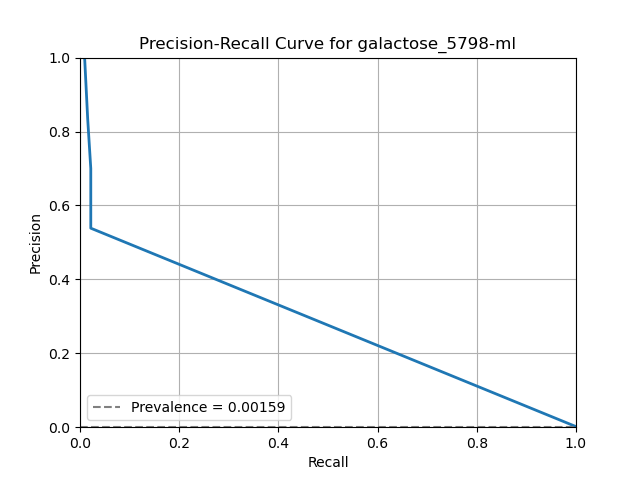 Precision-Recall Curve for galactose_5798-ml
1.0
0.8
0.6
0.4
0.2
0.0
Precision
Prevalence = 0.00159
0.0 0.2 0.4 0.6 0.8 1.0
Recall